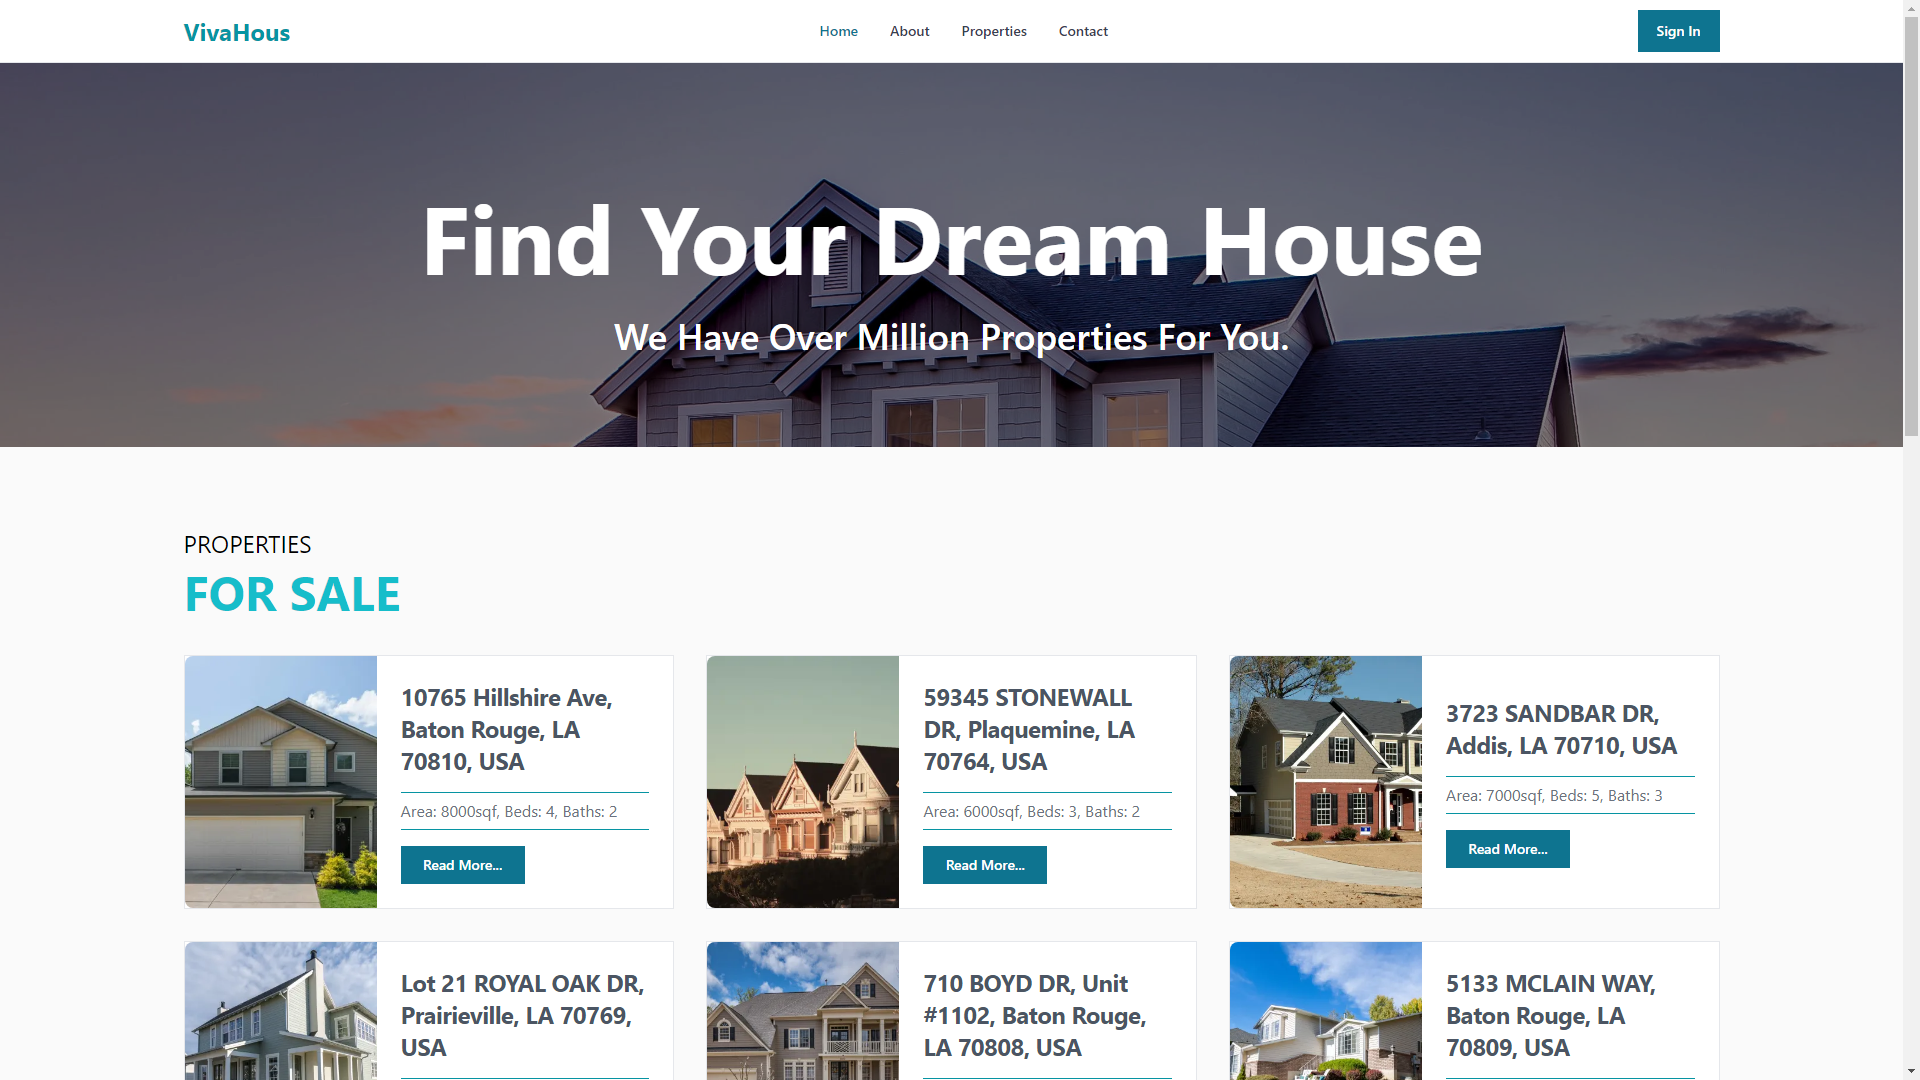 VivaHous
Home
About
Properties
Contact
Sign In
Find Your Dream House
We Have Over Million Properties For You.
PROPERTIES
FOR SALE
10765 Hillshire Ave,
Baton Rouge, LA
70810, USA
Area: 8000sqf, Beds: 4, Baths: 2
Read More...
59345 STONEWALL
DR, Plaquemine, LA
70764, USA
Area: 6000sqf, Beds: 3, Baths: 2
Read More...
3723 SANDBAR DR,
Addis, LA 70710, USA
Area: 7000sqf, Beds: 5, Baths: 3
Read More...
Lot 21 ROYAL OAK DR,
Prairieville, LA 70769,
USA
710 BOYD DR, Unit
#1102, Baton Rouge,
LA 70808, USA
5133 MCLAIN WAY,
Baton Rouge, LA
70809, USA